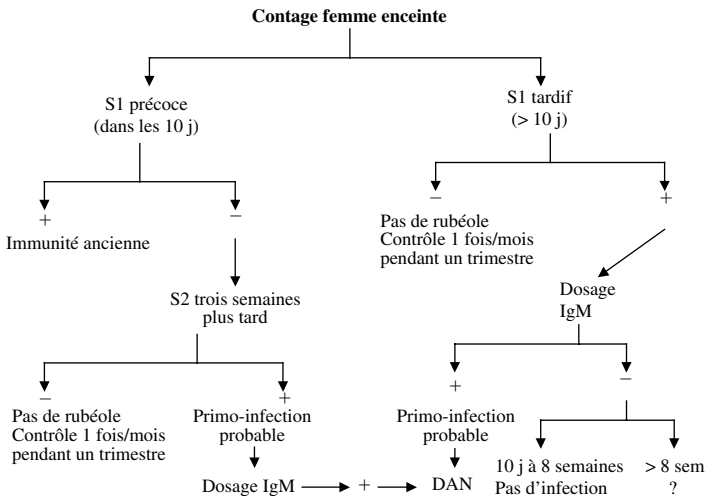 Contage femme enceinte
S1 précoce
(dans les 10 j)
S1 tardif
(> 10 j)
+
Immunité ancienne
−
−
Pas de rubéole
Contrôle 1 fois/mois
pendant un trimestre
+
S2 trois semaines
plus tard
Dosage
IgM
−
Pas de rubéole
Contrôle 1 fois/mois
pendant un trimestre
+
Primo-infection
probable
+
Primo-infection
probable
−
10 j à 8 semaines
Pas d'infection
> 8 sem
?
Dosage IgM
+
DAN